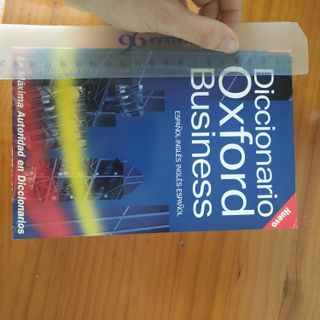 Diccionario
Oxford
Business
ESPAÑOL-INGLÉS INGLÉS-ESPAÑOL
Nuevo
La Máxima Autoridad en Diccionarios